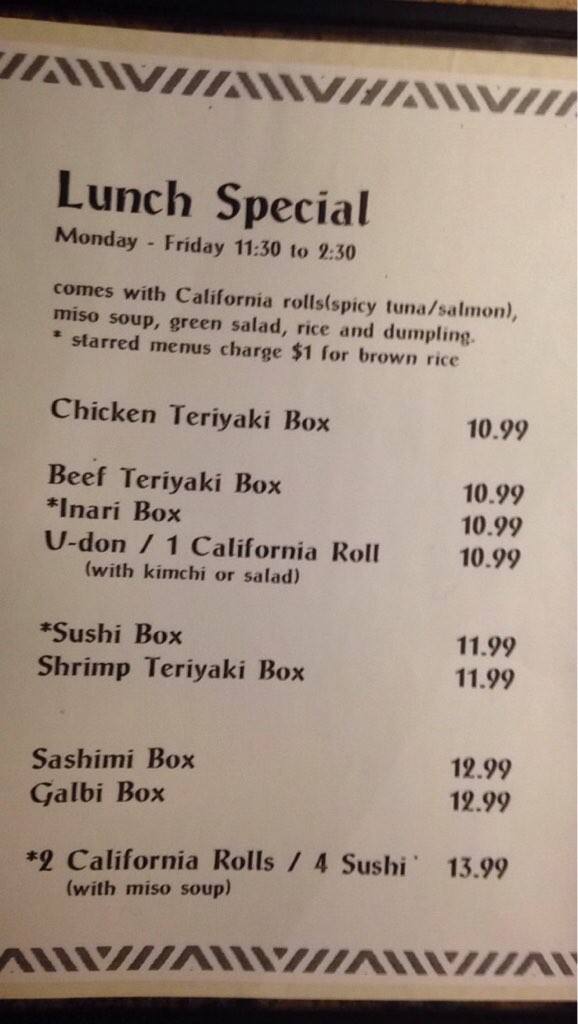 Lunch Special
Monday - Friday 11:30 to 2:30
comes with California rolls(spicy tuna/salmon),
miso soup, green salad, rice and dumpling.
* starred menus charge $1 for brown rice
Chicken Teriyaki Box 10.99
Beef Teriyaki Box 10.99
*Inari Box 10.99
U-don / 1 California Roll 10.99
(with kimchi or salad)
*Sushi Box 11.99
Shrimp Teriyaki Box 11.99
Sashimi Box 12.99
Galbi Box 12.99
*2 California Rolls / 4 Sushi 13.99
(with miso soup)